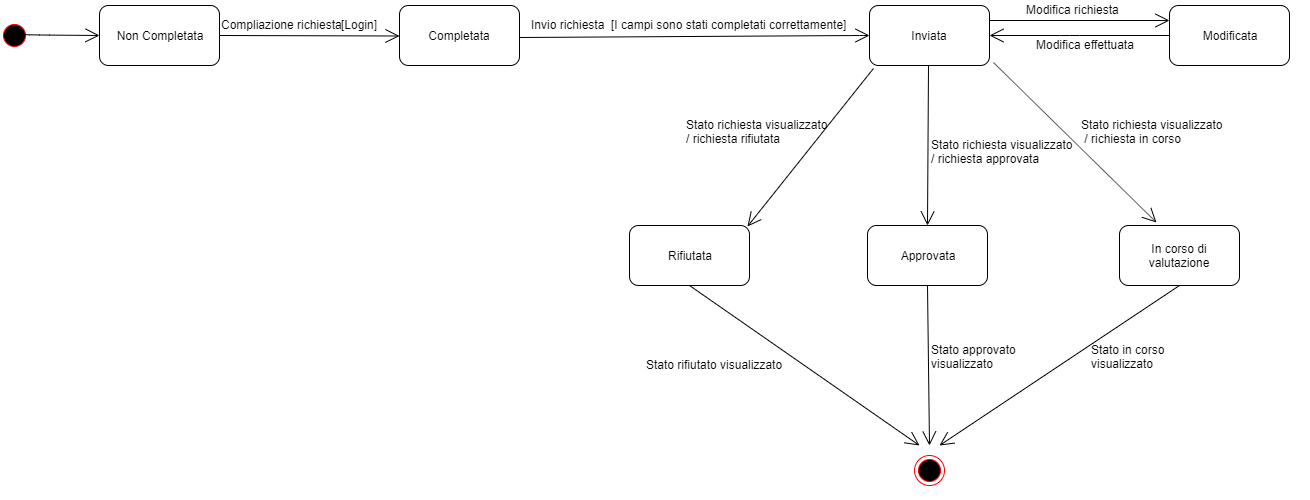 Non Completata
Compliazione richiesta[Login]
Completata
Invio richiesta [I campi sono stati completati correttamente]
Inviata
Modifica richiesta
Modifica effettuata
Modificata
Stato richiesta visualizzato
/ richiesta rifiutata
Stato richiesta visualizzato
/ richiesta approvata
Stato richiesta visualizzato
/ richiesta in corso
Rifiutata
Approvata
In corso di
valutazione
Stato rifiutato visualizzato
Stato approvato
visualizzato
Stato in corso
visualizzato